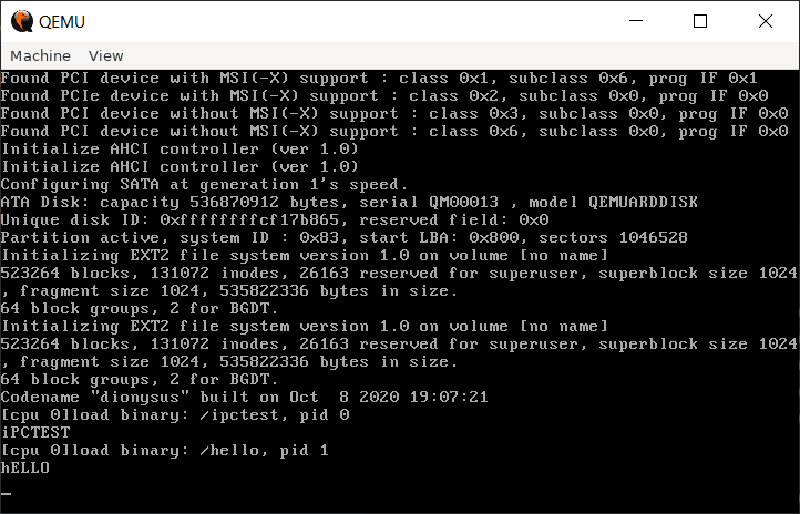 QEMU
Machine View
Found PCI device with MSI(-X) support : class 0x1, subclass 0x6, prog IF 0x1
Found PCIe device with MSI(-X) support : class 0x2, subclass 0x0, prog IF 0x0
Found PCI device without MSI(-X) support : class 0x3, subclass 0x0, prog IF 0x0
Found PCI device without MSI(-X) support : class 0x6, subclass 0x0, prog IF 0x0
Initialize AHCI controller (ver 1.0)
Initialize AHCI controller (ver 1.0)
Configuring SATA at generation 1's speed.
ATA Disk: capacity 536870912 bytes, serial QM00013 , model QEMUARDDISK
Unique disk ID: 0xffffffffcf17b865, reserved field: 0x0
Partition active, system ID : 0x83, start LBA: 0x800, sectors 1046528
Initializing EXT2 file system version 1.0 on volume [no name]
523264 blocks, 131072 inodes, 26163 reserved for superuser, superblock size 1024
, fragment size 1024, 535822336 bytes in size.
64 block groups, 2 for BGDT.
Initializing EXT2 file system version 1.0 on volume [no name]
523264 blocks, 131072 inodes, 26163 reserved for superuser, superblock size 1024
, fragment size 1024, 535822336 bytes in size.
64 block groups, 2 for BGDT.
Codename "dionysus" built on Oct  8 2020 19:07:21
[cpu 0]load binary: /ipctest, pid 0
iPCTEST
[cpu 0]load binary: /hello, pid 1
hELLO
_